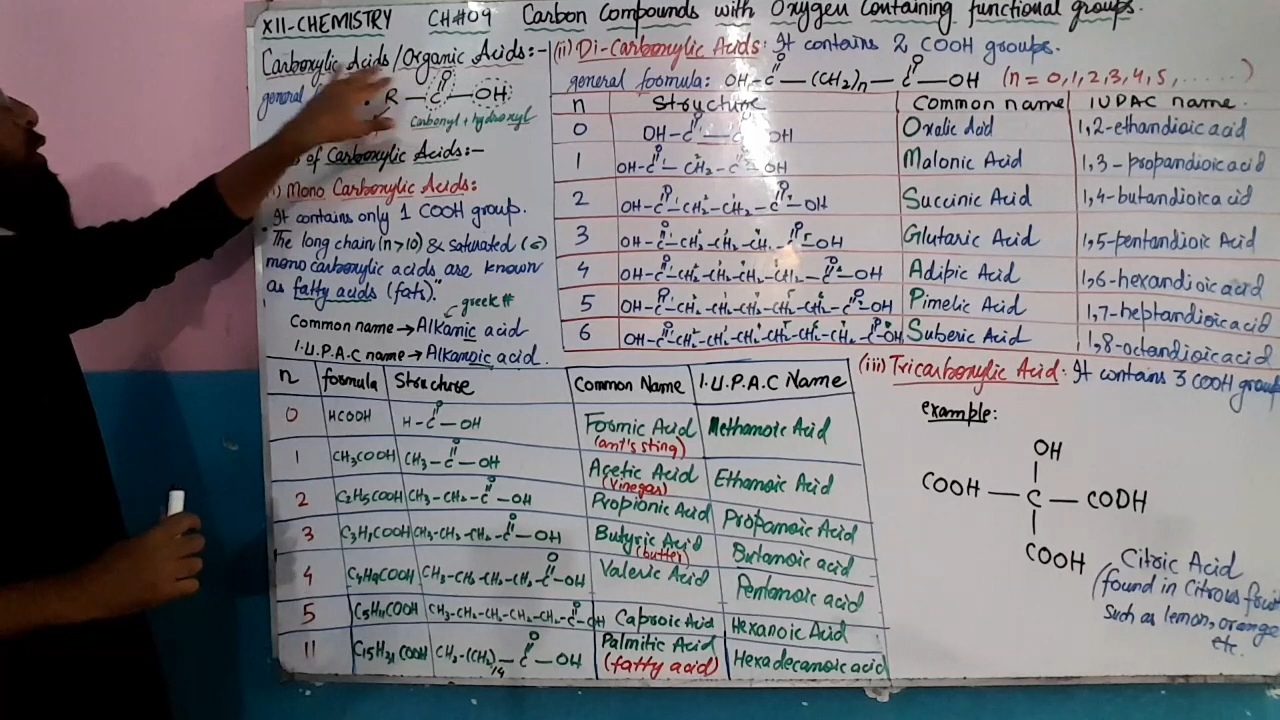 XII-CHEMISTRY CH#09 Carbon Compounds with Oxygen Containing functional groups.
Carboxylic Acids/Organic Acids:-
general
O
R — C — OH
Carbonyl + hydroxyl
of Carboxylic Acids:-
(i) Mono Carboxylic Acids:
It contains only 1 COOH group.
"The long chain (n>10) & saturated (c)
mono carboxylic acids are known
as fatty acids (fats)."
greek #
Common name → Alkanic acid
I.U.P.A.C name → Alkanoic acid.
(ii) Di-Carboxylic Acids: It contains 2 COOH groups.
general formula: OH-C — (CH2)n — C — OH (n = 0,1,2,3,4,5, ......)
n Structure Common name IUPAC name.
0 OH-C — C — OH Oxalic Acid 1,2-ethandioic acid
1 OH-C — CH2 — C — OH Malonic Acid 1,3-propandioic acid
2 OH-C-CH2-CH2-C-OH Succinic Acid 1,4-butandioic acid
3 OH-C-CH2-CH2-CH2-C-OH Glutaric Acid 1,5-pentandioic Acid
4 OH-C-CH2-CH2-CH2-CH2-C-OH Adipic Acid 1,6-hexandioic acid
5 OH-C-CH2-CH2-CH2-CH2-CH2-C-OH Pimelic Acid 1,7-heptandioic acid
6 OH-C-CH2-CH2-CH2-CH2-CH2-CH2-C-OH Suberic Acid 1,8-octandioic acid
n formula Structure Common Name I.U.P.A.C Name
0 HCOOH H-C-OH Formic Acid (ant's sting) Methanoic Acid
1 CH3COOH CH3-C-OH Acetic Acid (Vinegar) Ethanoic Acid
2 C2H5COOH CH3-CH2-C-OH Propionic Acid Propanoic Acid
3 C3H7COOH CH3-CH2-CH2-C-OH Butyric Acid (butter) Butanoic acid
4 C4H9COOH CH3-CH2-CH2-CH2-C-OH Valeric Acid Pentanoic acid
5 C5H11COOH CH3-CH2-CH2-CH2-CH2-C-OH Caproic Acid Hexanoic Acid
11 C15H31COOH CH3-(CH2)14-C-OH Palmitic Acid (fatty acid) Hexadecanoic acid
(iii) Tricarboxylic Acid: It contains 3 COOH group
example:
OH
COOH — C — COOH
COOH
Citric Acid
(found in Citrous
such as lemon, orange
etc.